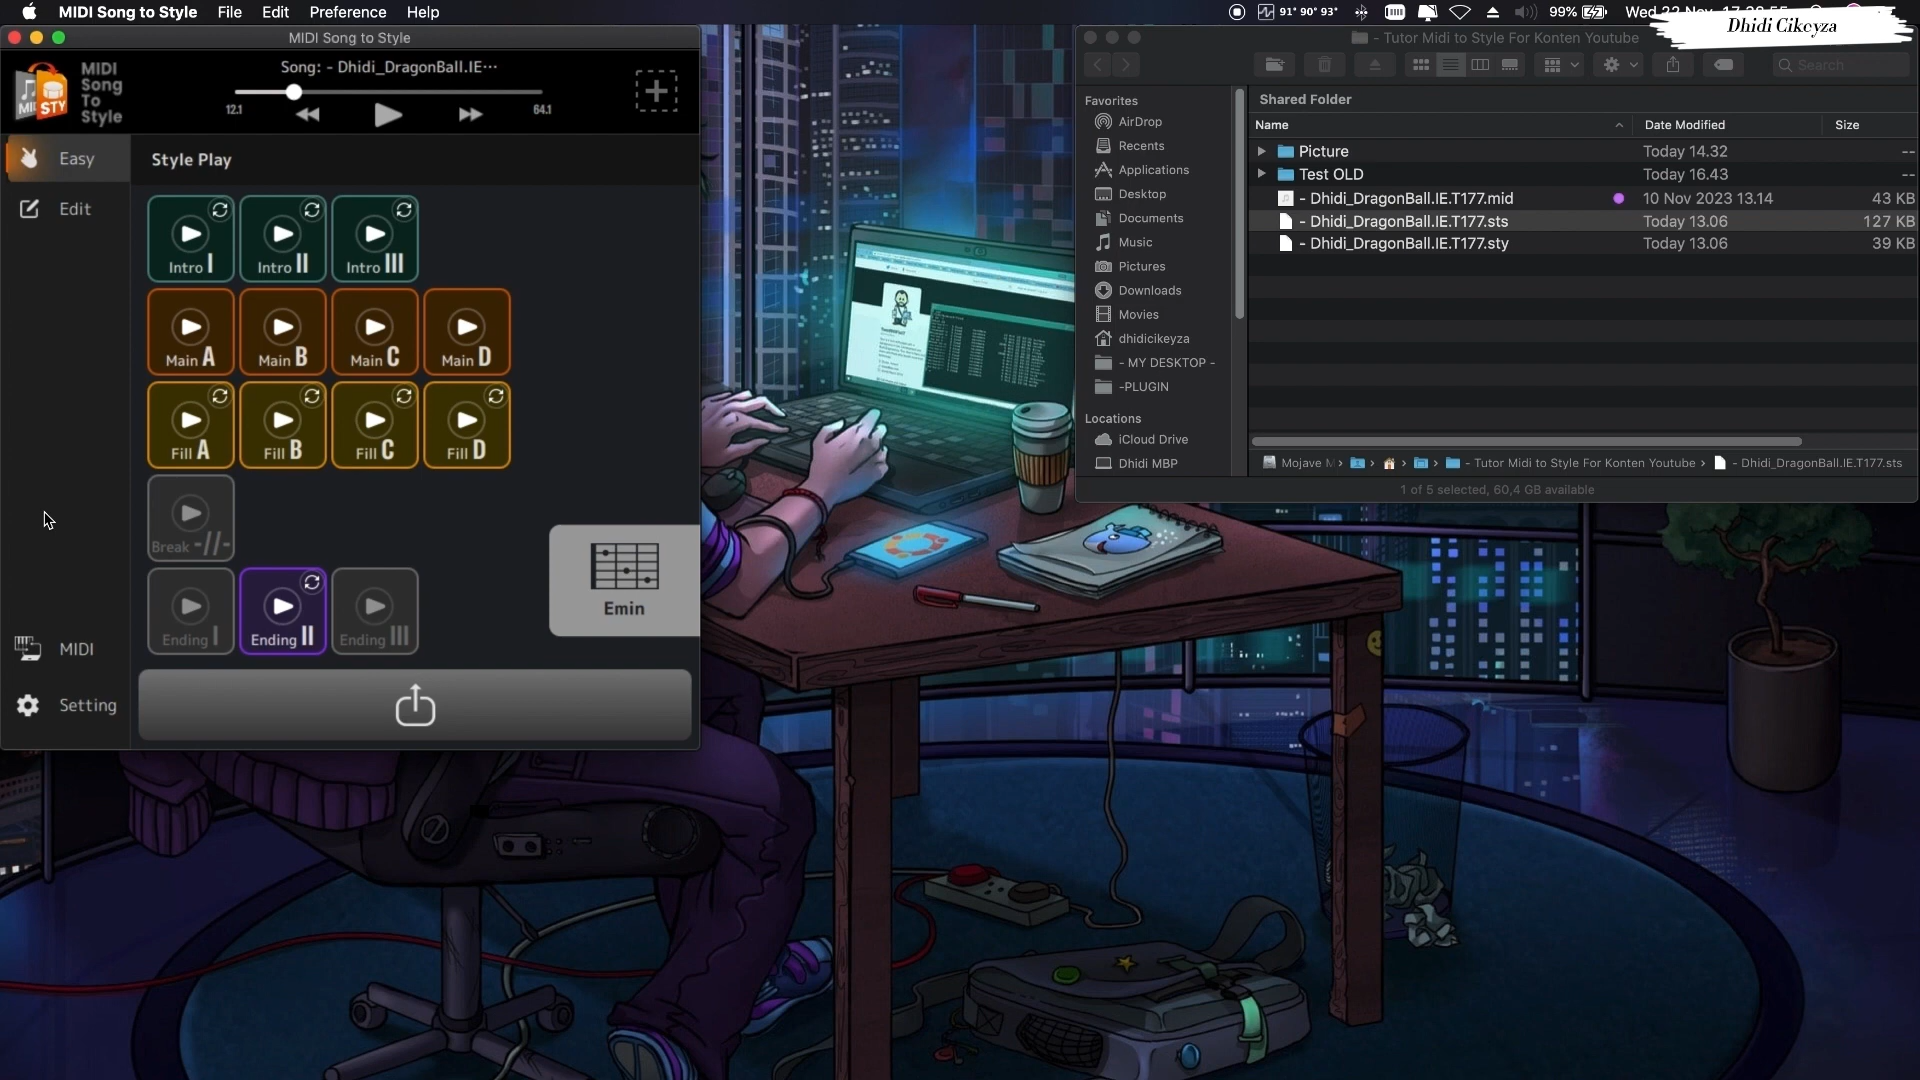 MIDI Song to Style File Edit Preference Help
91° 90° 93° 99% Wed 22 Nov
Dhidi Cikeyza
MIDI Song to Style
MIDI
Song
To
Style
STY
Song: - Dhidi_DragonBall.IE···
12.1
64.1
Easy
Edit
MIDI
Setting
Style Play
Intro I Intro II Intro III
Main A Main B Main C Main D
Fill A Fill B Fill C Fill D
Break -//-
Ending I Ending II Ending III
Emin
- Tutor Midi to Style For Konten Youtube
Search
Favorites
AirDrop
Recents
Applications
Desktop
Documents
Music
Pictures
Downloads
Movies
dhidicikeyza
- MY DESKTOP -
-PLUGIN
Locations
iCloud Drive
Dhidi MBP
Shared Folder
Name Date Modified Size
Picture Today 14.32 --
Test OLD Today 16.43 --
- Dhidi_DragonBall.IE.T177.mid 10 Nov 2023 13.14 43 KB
- Dhidi_DragonBall.IE.T177.sts Today 13.06 127 KB
- Dhidi_DragonBall.IE.T177.sty Today 13.06 39 KB
Mojave › › › › - Tutor Midi to Style For Konten Youtube › - Dhidi_DragonBall.IE.T177.sts
1 of 5 selected, 60,4 GB available